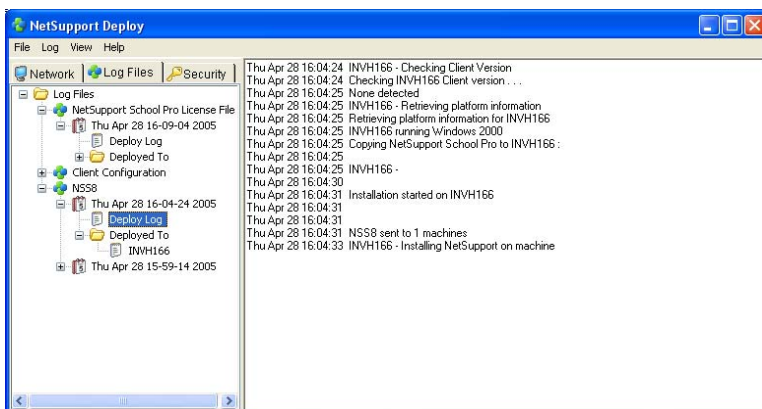 NetSupport Deploy
File Log View Help
Network Log Files Security
Log Files
NetSupport School Pro License File
Thu Apr 28 16-09-04 2005
Deploy Log
Deployed To
Client Configuration
NSS8
Thu Apr 28 16-04-24 2005
Deploy Log
Deployed To
INVH166
Thu Apr 28 15-59-14 2005
Thu Apr 28 16:04:24 INVH166 - Checking Client Version
Thu Apr 28 16:04:24 Checking INVH166 Client version . . .
Thu Apr 28 16:04:25 None detected
Thu Apr 28 16:04:25 INVH166 - Retrieving platform information
Thu Apr 28 16:04:25 Retrieving platform information for INVH166
Thu Apr 28 16:04:25 INVH166 running Windows 2000
Thu Apr 28 16:04:25 Copying NetSupport School Pro to INVH166 :
Thu Apr 28 16:04:25
Thu Apr 28 16:04:25 INVH166 -
Thu Apr 28 16:04:30
Thu Apr 28 16:04:31 Installation started on INVH166
Thu Apr 28 16:04:31
Thu Apr 28 16:04:31
Thu Apr 28 16:04:31 NSS8 sent to 1 machines
Thu Apr 28 16:04:33 INVH166 - Installing NetSupport on machine